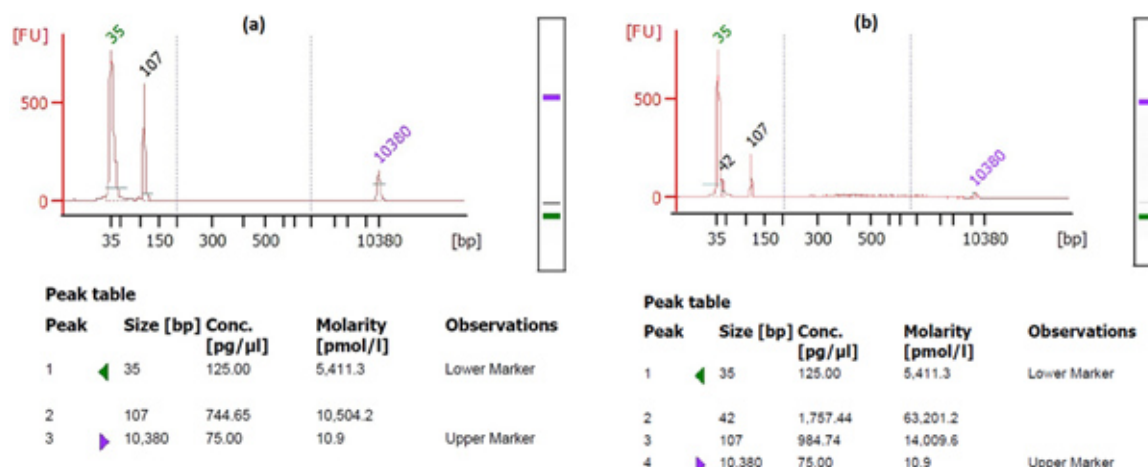 (a)
[FU]
35
107
500
10380
0
35 150 300 500 10380 [bp]
Peak table
Peak Size [bp] Conc. [pg/µl] Molarity [pmol/l] Observations
1 35 125.00 5,411.3 Lower Marker
2 107 744.65 10,504.2
3 10,380 75.00 10.9 Upper Marker
(b)
[FU]
35
500
42
107
10380
0
35 150 300 500 10380 [bp]
Peak table
Peak Size [bp] Conc. [pg/µl] Molarity [pmol/l] Observations
1 35 125.00 5,411.3 Lower Marker
2 42 1,757.44 63,201.2
3 107 984.74 14,009.6
4 10,380 75.00 10.9 Upper Marker